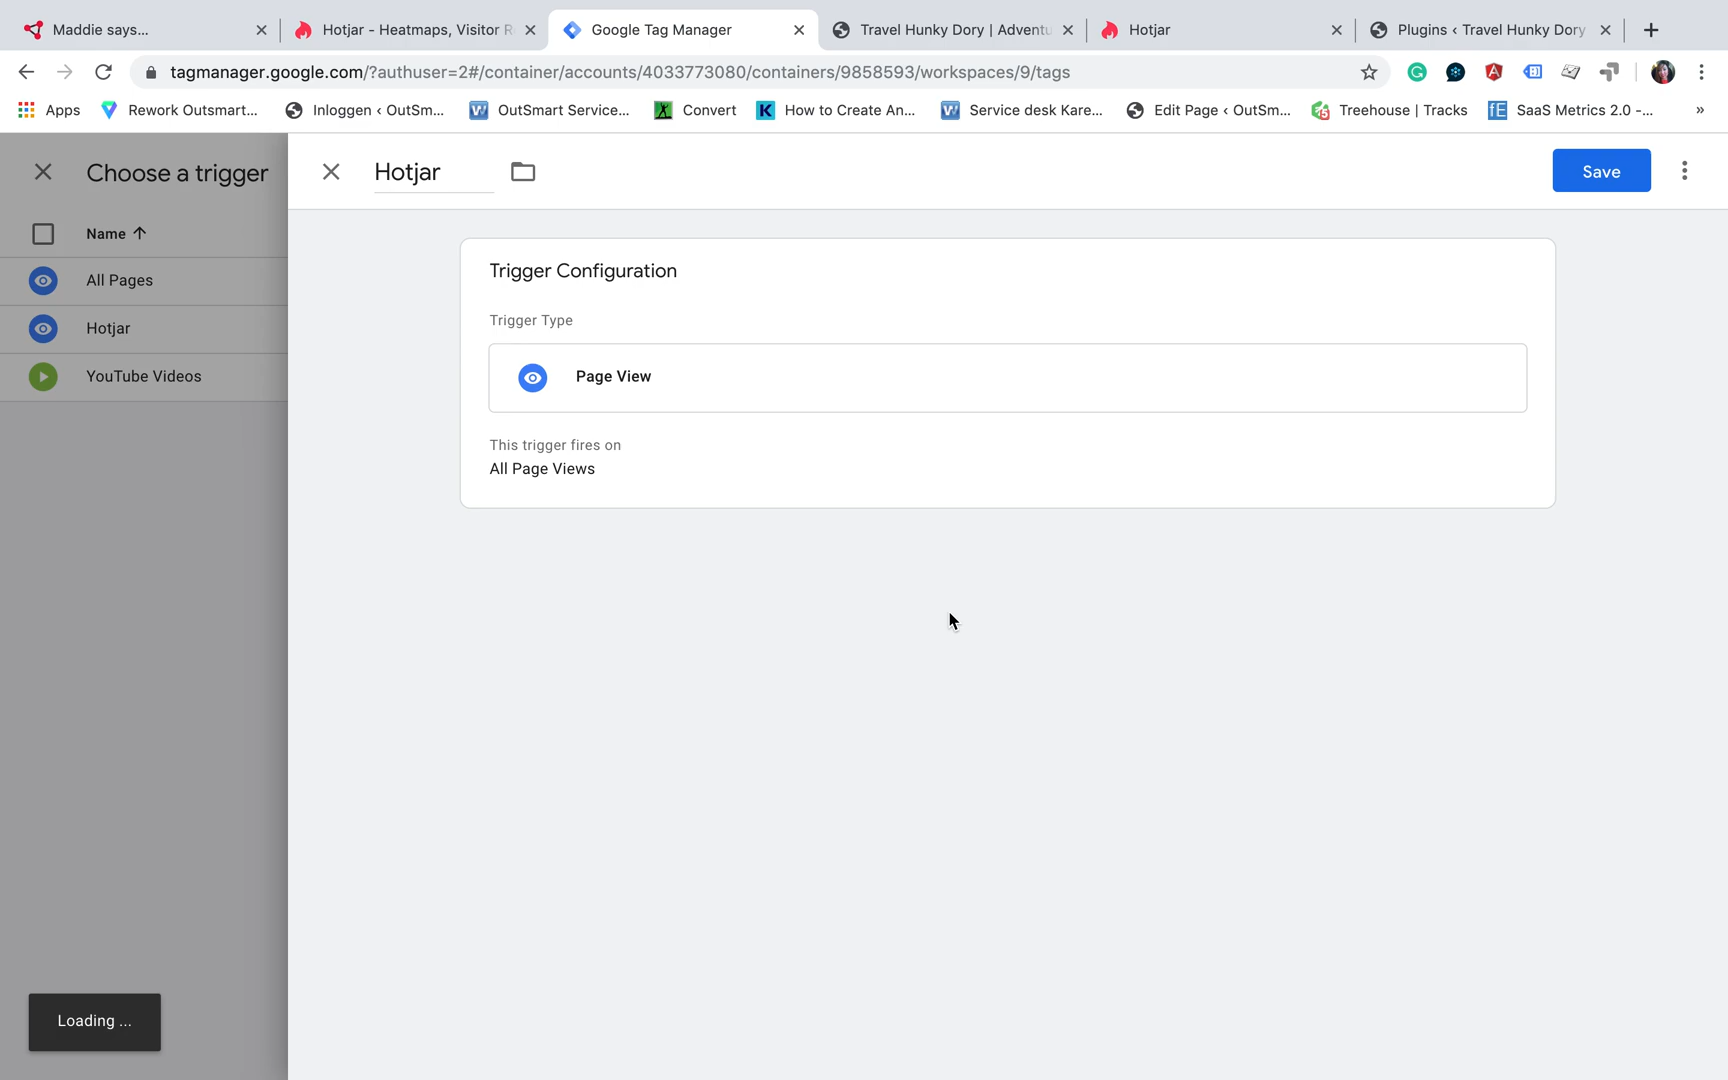 Maddie says...
Hotjar - Heatmaps, Visitor R
Google Tag Manager
Travel Hunky Dory | Adventu
Hotjar
Plugins ‹ Travel Hunky Dory
tagmanager.google.com/?authuser=2#/container/accounts/4033773080/containers/9858593/workspaces/9/tags
Apps
Rework Outsmart...
Inloggen ‹ OutSm...
OutSmart Service...
Convert
How to Create An...
Service desk Kare...
Edit Page ‹ OutSm...
Treehouse | Tracks
SaaS Metrics 2.0 -...
»
Choose a trigger
Hotjar
Save
Name
All Pages
Hotjar
YouTube Videos
Trigger Configuration
Trigger Type
Page View
This trigger fires on
All Page Views
Loading ...